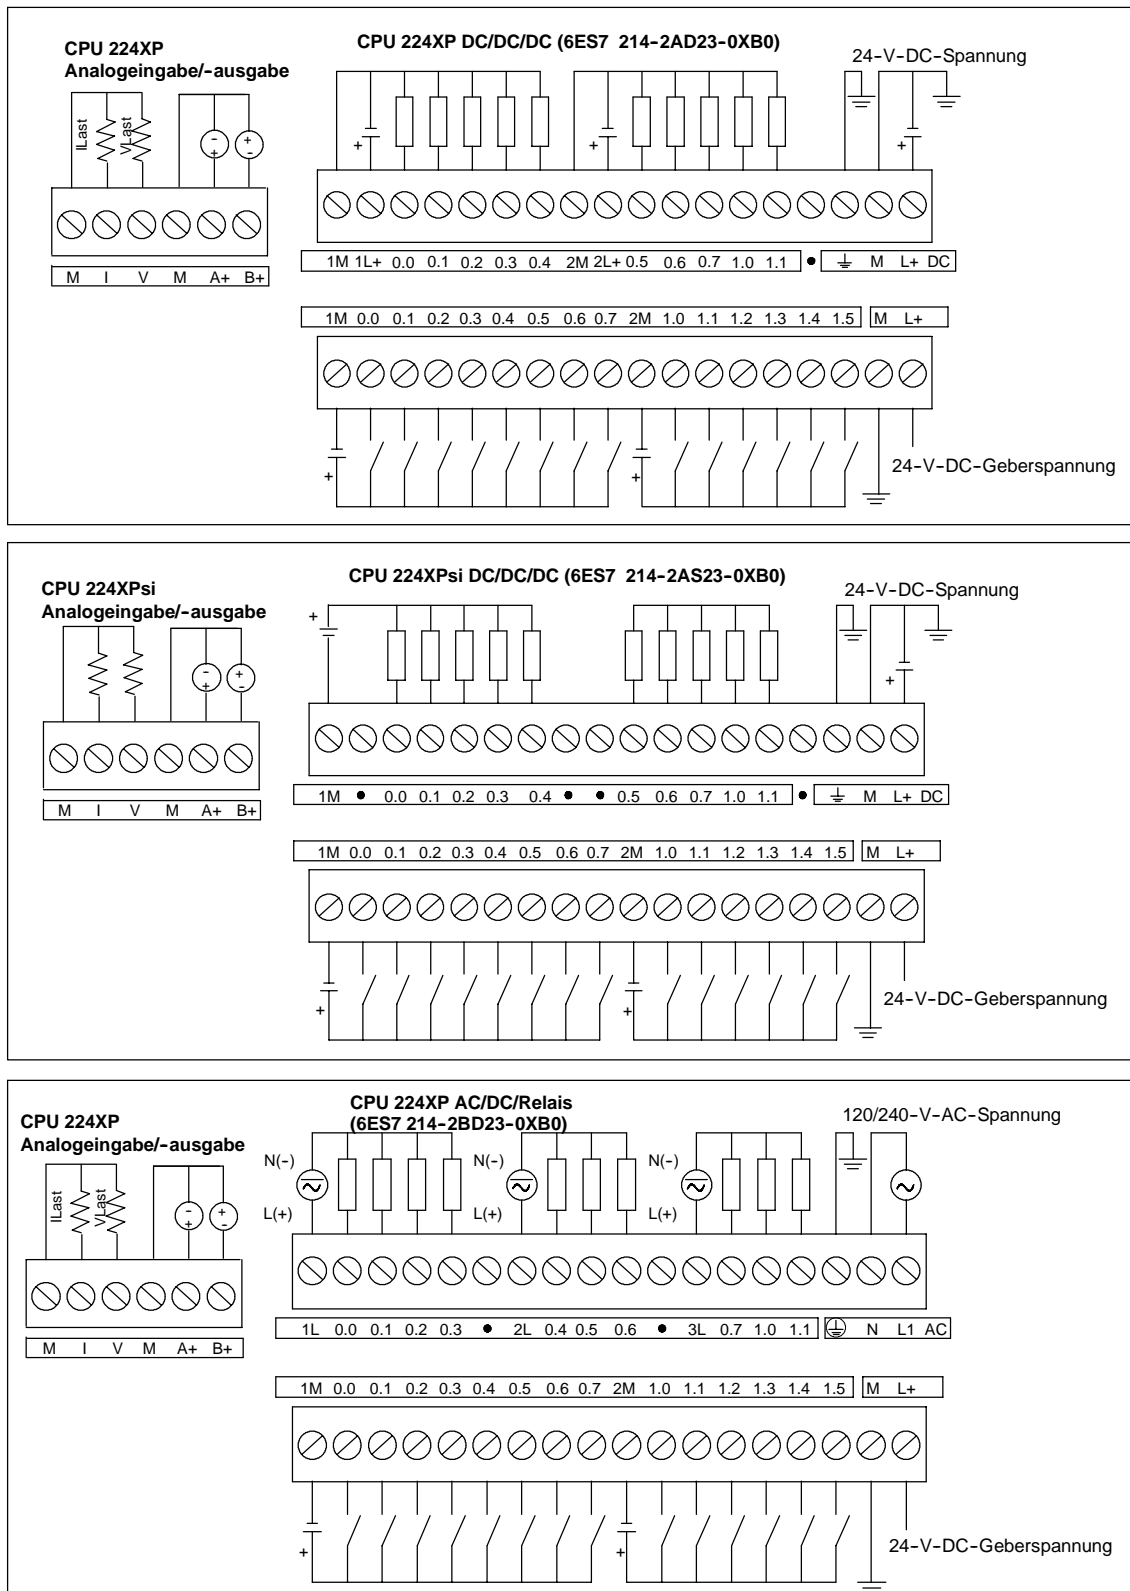 CPU 224XP
Analogeingabe/-ausgabe
CPU 224XP DC/DC/DC (6ES7 214-2AD23-0XB0)
24-V-DC-Spannung
ILast
VLast
- + + -
+ + +
M I V M A+ B+
1M 1L+ 0.0 0.1 0.2 0.3 0.4 2M 2L+ 0.5 0.6 0.7 1.0 1.1 • M L+ DC
1M 0.0 0.1 0.2 0.3 0.4 0.5 0.6 0.7 2M 1.0 1.1 1.2 1.3 1.4 1.5 M L+
+ +
24-V-DC-Geberspannung
CPU 224XPsi
Analogeingabe/-ausgabe
CPU 224XPsi DC/DC/DC (6ES7 214-2AS23-0XB0)
24-V-DC-Spannung
+
- + + -
+
M I V M A+ B+
1M • 0.0 0.1 0.2 0.3 0.4 • • 0.5 0.6 0.7 1.0 1.1 • M L+ DC
1M 0.0 0.1 0.2 0.3 0.4 0.5 0.6 0.7 2M 1.0 1.1 1.2 1.3 1.4 1.5 M L+
+ +
24-V-DC-Geberspannung
CPU 224XP
Analogeingabe/-ausgabe
CPU 224XP AC/DC/Relais
(6ES7 214-2BD23-0XB0)
120/240-V-AC-Spannung
N(-) N(-) N(-)
ILast
VLast
- + + -
L(+) L(+) L(+)
M I V M A+ B+
1L 0.0 0.1 0.2 0.3 • 2L 0.4 0.5 0.6 • 3L 0.7 1.0 1.1 N L1 AC
1M 0.0 0.1 0.2 0.3 0.4 0.5 0.6 0.7 2M 1.0 1.1 1.2 1.3 1.4 1.5 M L+
+ +
24-V-DC-Geberspannung